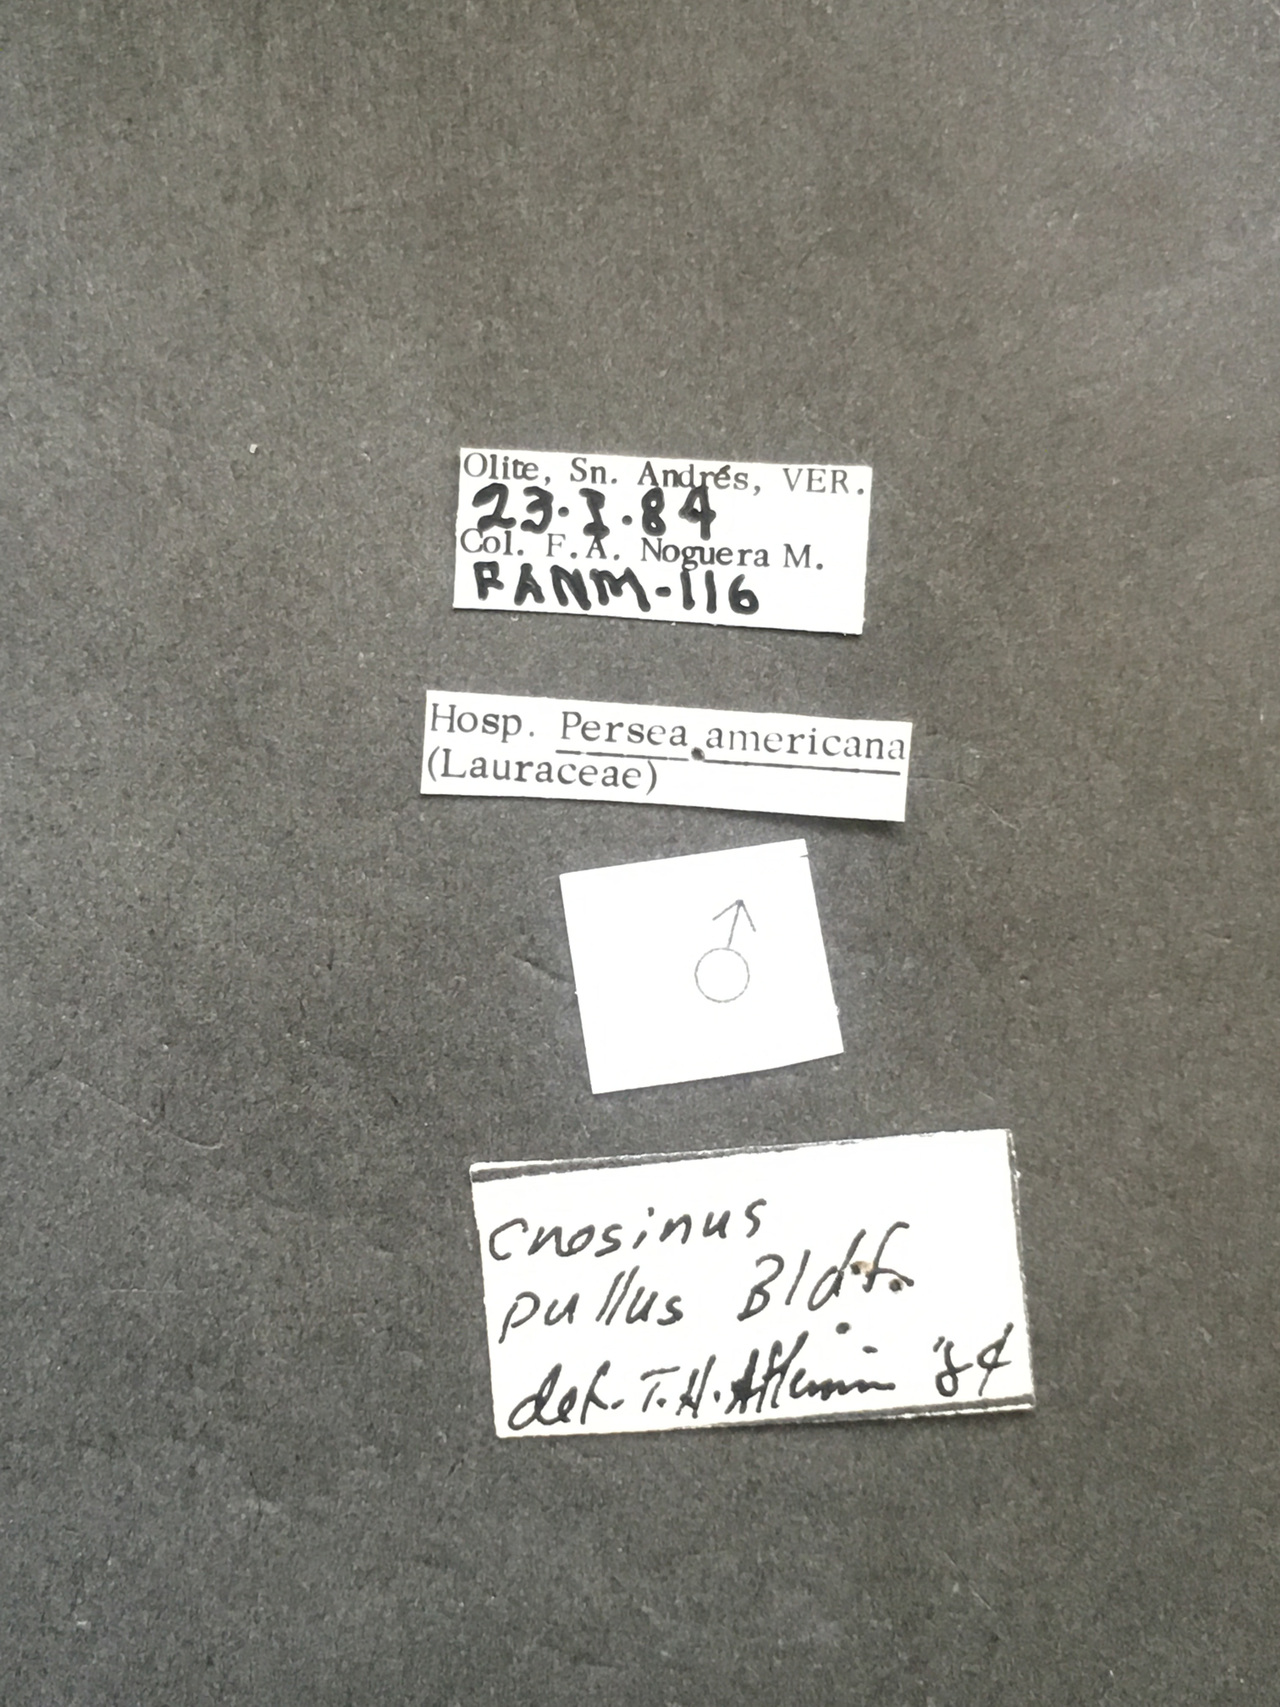 Olite, Sn. Andrés, VER.
23.I.84
Col. F.A. Noguera M.
FANM-116
Hosp. Persea americana
(Lauraceae)
♂
Cnosinus
pullus Bldf.
det. T.H. Atkinson '84